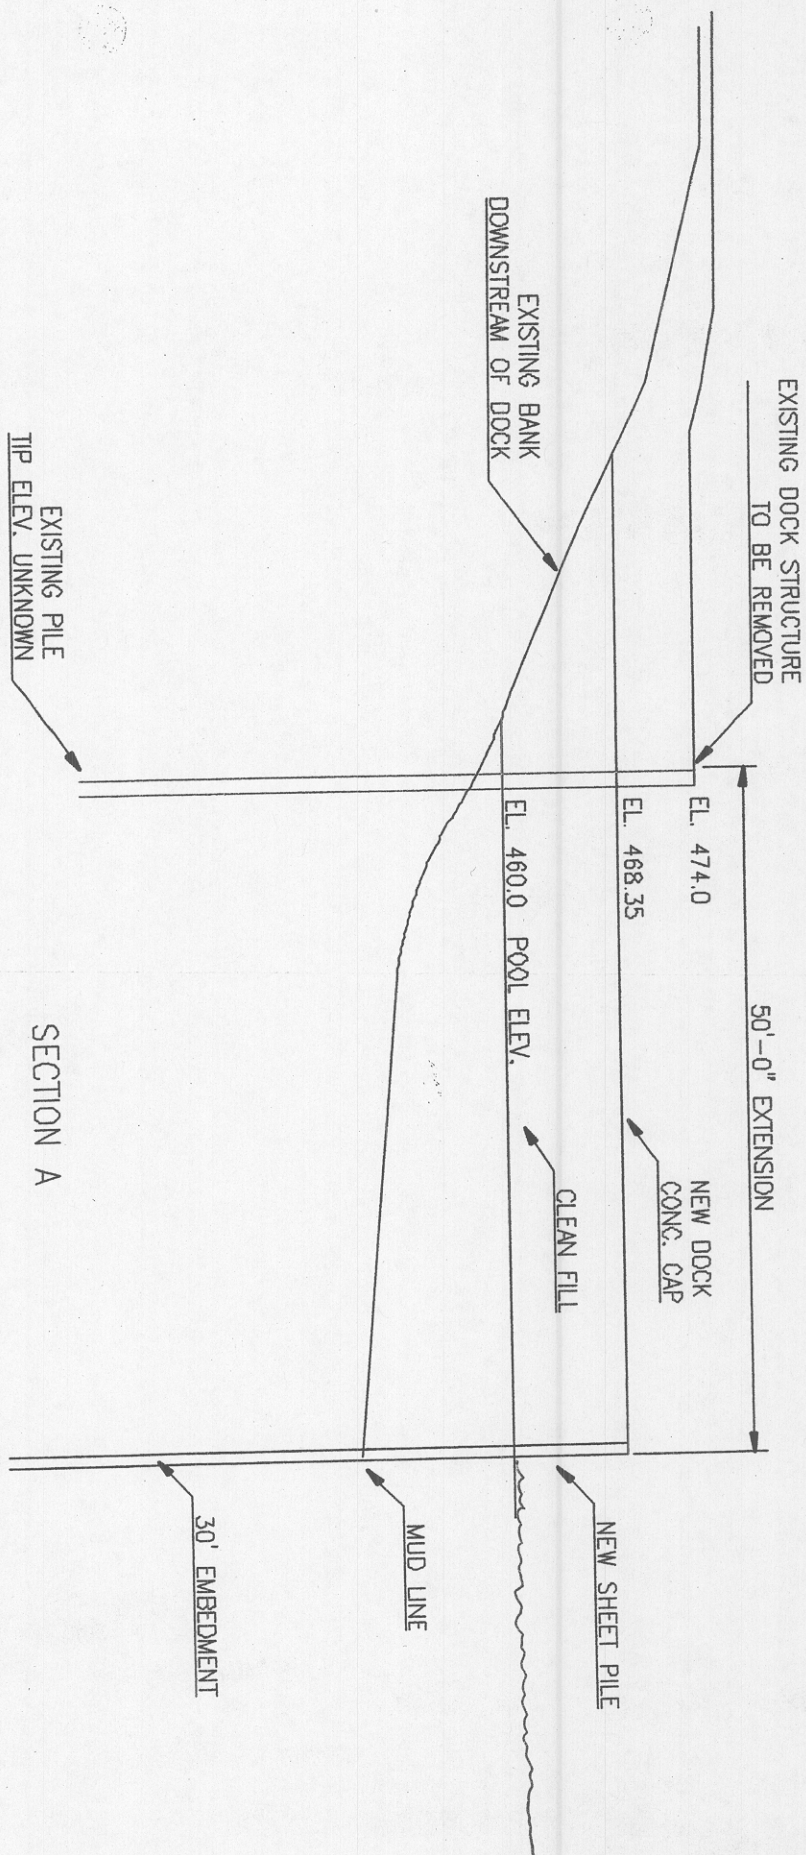 EXISTING DOCK STRUCTURE
TO BE REMOVED
50'-0" EXTENSION
EL. 474.0
NEW DOCK
CONC. CAP
EL. 468.35
NEW SHEET PILE
CLEAN FILL
EL. 460.0 POOL ELEV.
EXISTING BANK
DOWNSTREAM OF DOCK
MUD LINE
30' EMBEDMENT
EXISTING PILE
TIP ELEV. UNKNOWN
SECTION A